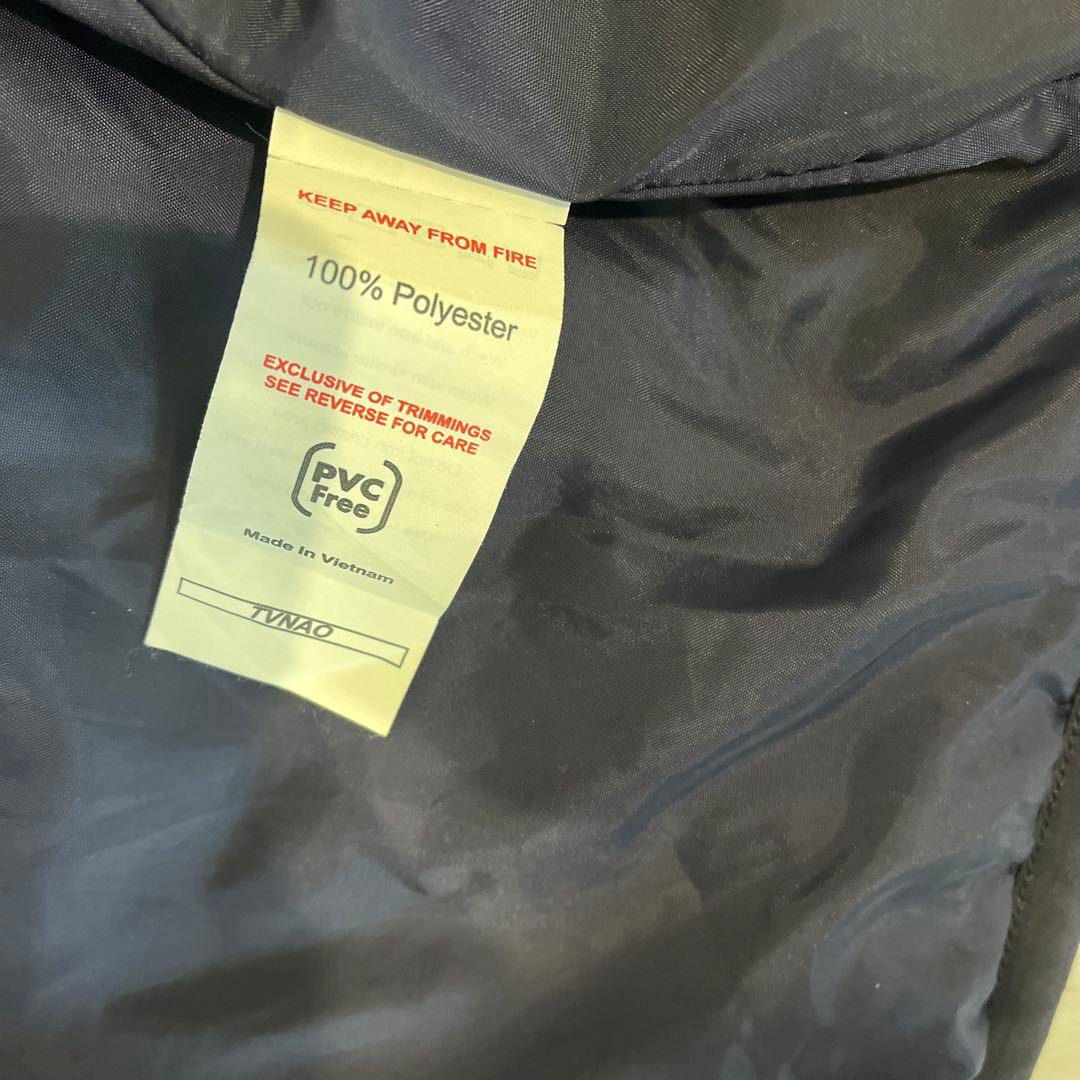 KEEP AWAY FROM FIRE
100% Polyester
EXCLUSIVE OF TRIMMINGS
SEE REVERSE FOR CARE
PVC
Free
Made In Vietnam
TVNAO